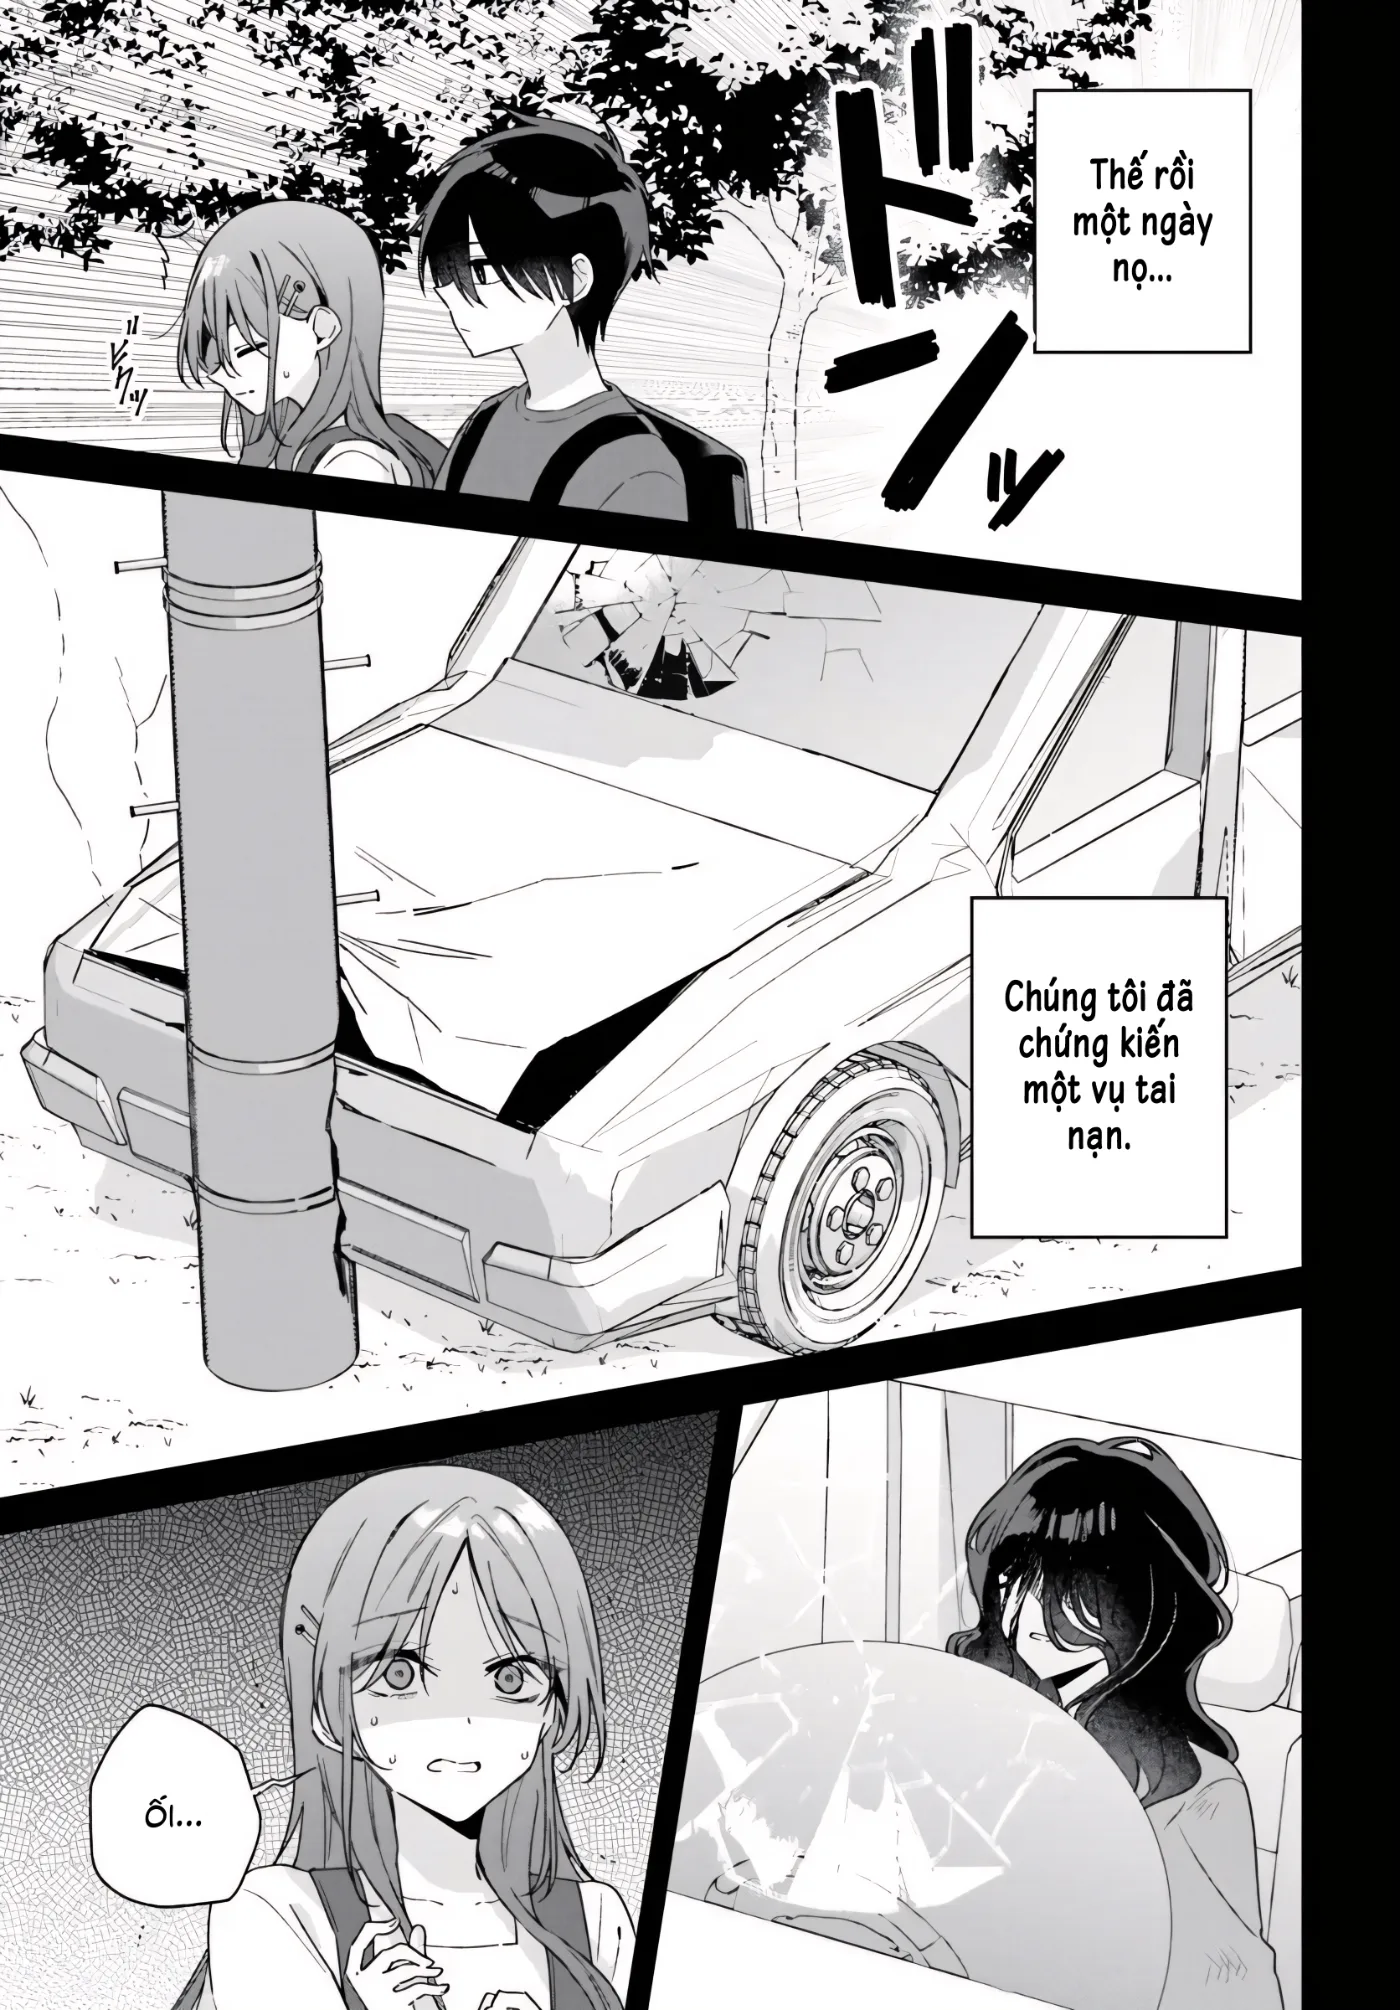 Thế rồi
một ngày
nọ...
ドカーッ
ビクッ
Chúng tôi đã
chứng kiến
một vụ tai
nạn.
Ối...